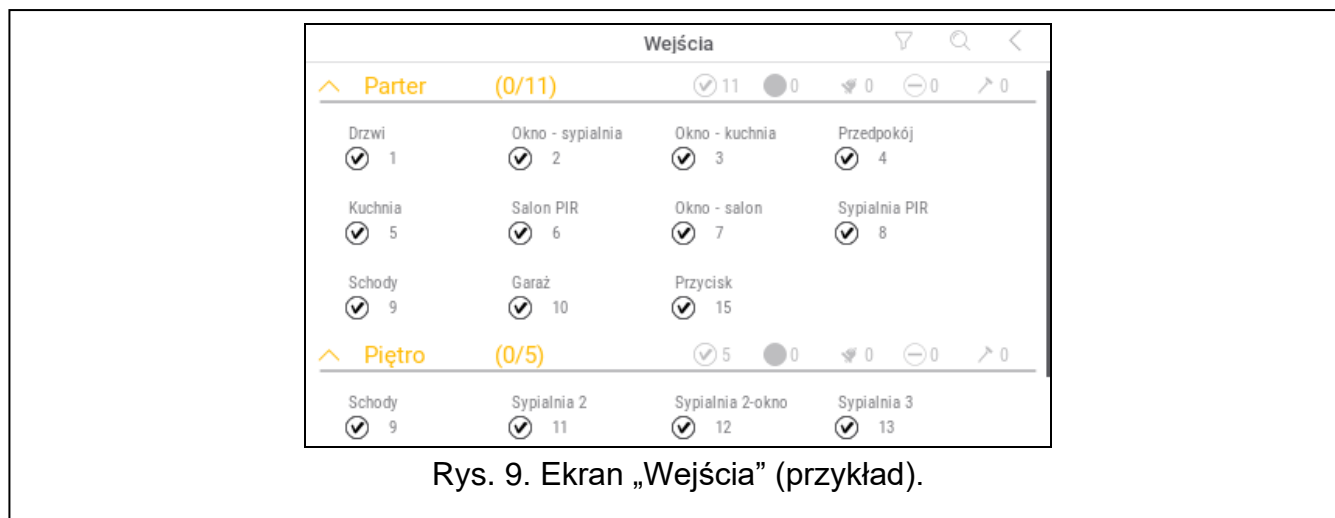 Wejścia
Parter (0/11) 11 0 0 0 0
Drzwi Okno - sypialnia Okno - kuchnia Przedpokój
1 2 3 4
Kuchnia Salon PIR Okno - salon Sypialnia PIR
5 6 7 8
Schody Garaż Przycisk
9 10 15
Piętro (0/5) 5 0 0 0 0
Schody Sypialnia 2 Sypialnia 2-okno Sypialnia 3
9 11 12 13
Rys. 9. Ekran „Wejścia” (przykład).